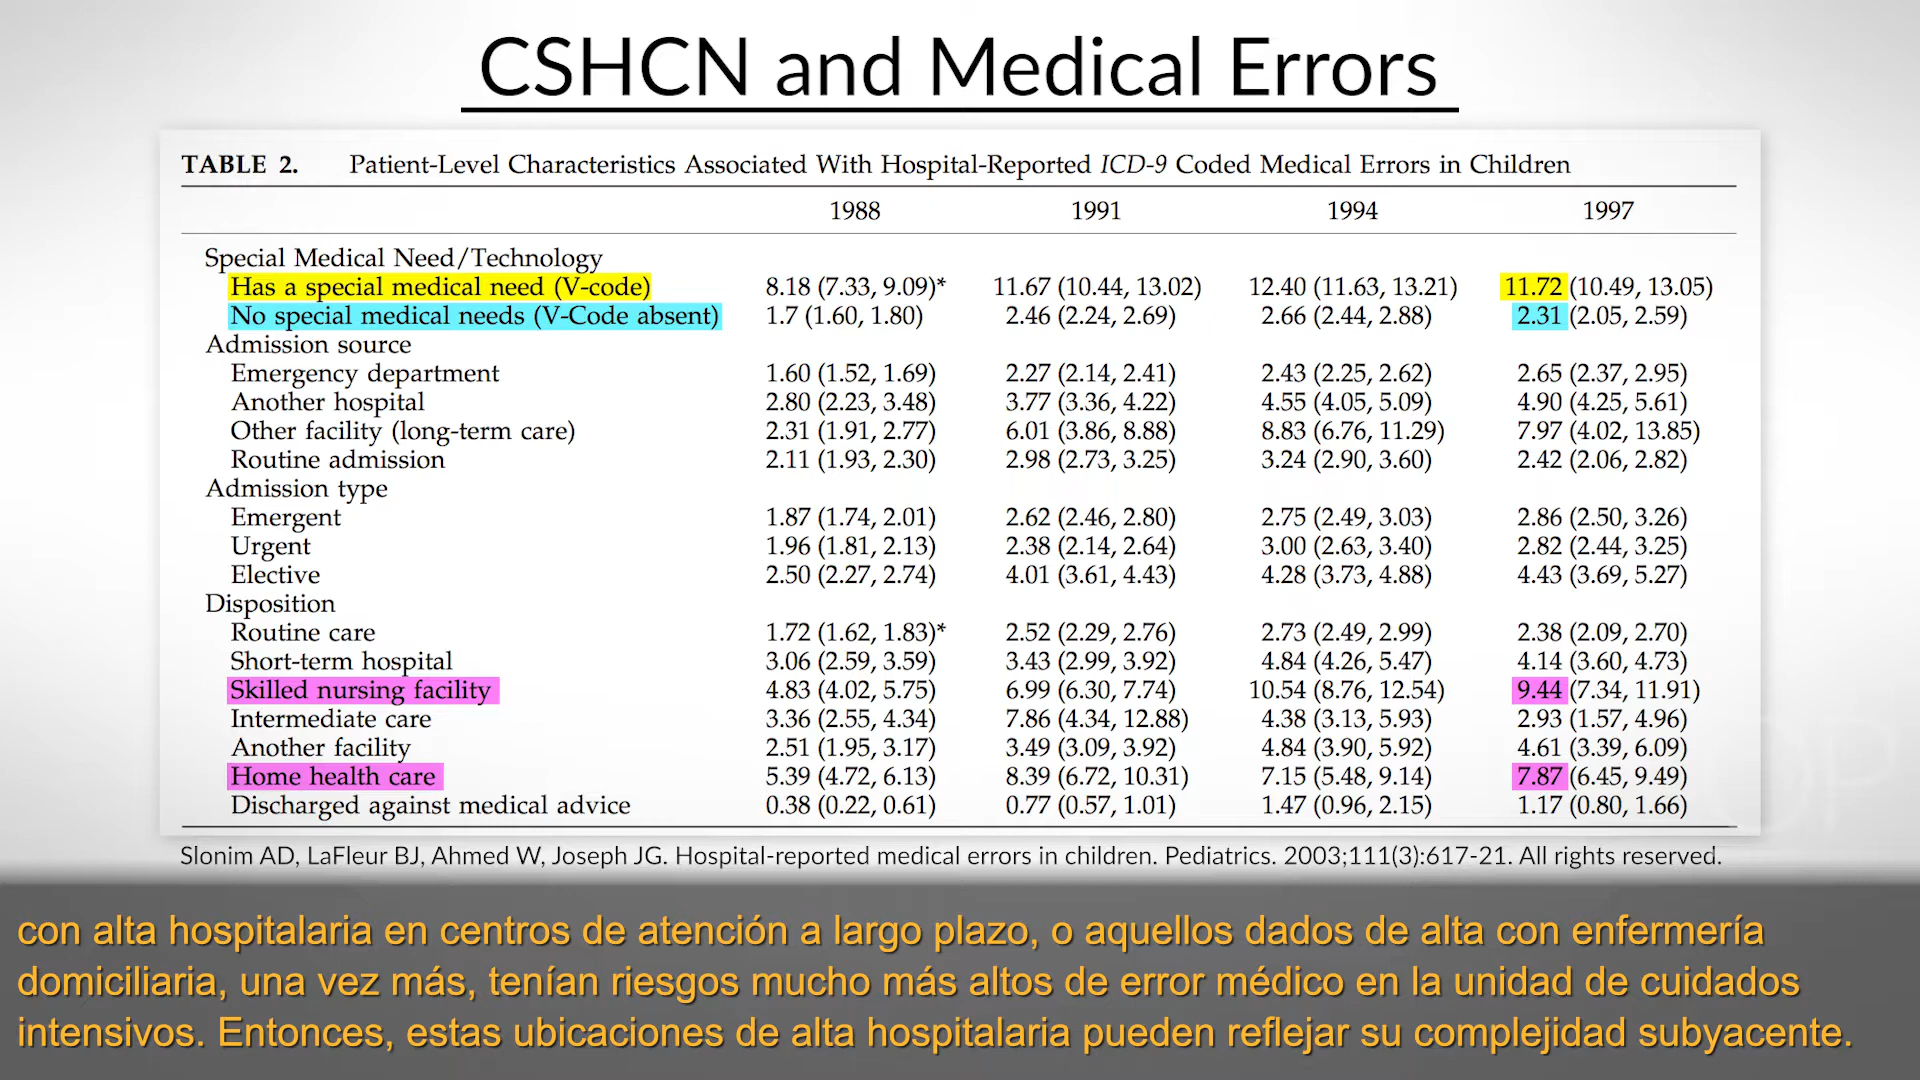 CSHCN and Medical Errors
TABLE 2. Patient-Level Characteristics Associated With Hospital-Reported ICD-9 Coded Medical Errors in Children
1988 1991 1994 1997
Special Medical Need/Technology
Has a special medical need (V-code) 8.18 (7.33, 9.09)* 11.67 (10.44, 13.02) 12.40 (11.63, 13.21) 11.72 (10.49, 13.05)
No special medical needs (V-Code absent) 1.7 (1.60, 1.80) 2.46 (2.24, 2.69) 2.66 (2.44, 2.88) 2.31 (2.05, 2.59)
Admission source
Emergency department 1.60 (1.52, 1.69) 2.27 (2.14, 2.41) 2.43 (2.25, 2.62) 2.65 (2.37, 2.95)
Another hospital 2.80 (2.23, 3.48) 3.77 (3.36, 4.22) 4.55 (4.05, 5.09) 4.90 (4.25, 5.61)
Other facility (long-term care) 2.31 (1.91, 2.77) 6.01 (3.86, 8.88) 8.83 (6.76, 11.29) 7.97 (4.02, 13.85)
Routine admission 2.11 (1.93, 2.30) 2.98 (2.73, 3.25) 3.24 (2.90, 3.60) 2.42 (2.06, 2.82)
Admission type
Emergent 1.87 (1.74, 2.01) 2.62 (2.46, 2.80) 2.75 (2.49, 3.03) 2.86 (2.50, 3.26)
Urgent 1.96 (1.81, 2.13) 2.38 (2.14, 2.64) 3.00 (2.63, 3.40) 2.82 (2.44, 3.25)
Elective 2.50 (2.27, 2.74) 4.01 (3.61, 4.43) 4.28 (3.73, 4.88) 4.43 (3.69, 5.27)
Disposition
Routine care 1.72 (1.62, 1.83)* 2.52 (2.29, 2.76) 2.73 (2.49, 2.99) 2.38 (2.09, 2.70)
Short-term hospital 3.06 (2.59, 3.59) 3.43 (2.99, 3.92) 4.84 (4.26, 5.47) 4.14 (3.60, 4.73)
Skilled nursing facility 4.83 (4.02, 5.75) 6.99 (6.30, 7.74) 10.54 (8.76, 12.54) 9.44 (7.34, 11.91)
Intermediate care 3.36 (2.55, 4.34) 7.86 (4.34, 12.88) 4.38 (3.13, 5.93) 2.93 (1.57, 4.96)
Another facility 2.51 (1.95, 3.17) 3.49 (3.09, 3.92) 4.84 (3.90, 5.92) 4.61 (3.39, 6.09)
Home health care 5.39 (4.72, 6.13) 8.39 (6.72, 10.31) 7.15 (5.48, 9.14) 7.87 (6.45, 9.49)
Discharged against medical advice 0.38 (0.22, 0.61) 0.77 (0.57, 1.01) 1.47 (0.96, 2.15) 1.17 (0.80, 1.66)
Slonim AD, LaFleur BJ, Ahmed W, Joseph JG. Hospital-reported medical errors in children. Pediatrics. 2003;111(3):617-21. All rights reserved.
con alta hospitalaria en centros de atención a largo plazo, o aquellos dados de alta con enfermería
domiciliaria, una vez más, tenían riesgos mucho más altos de error médico en la unidad de cuidados
intensivos. Entonces, estas ubicaciones de alta hospitalaria pueden reflejar su complejidad subyacente.